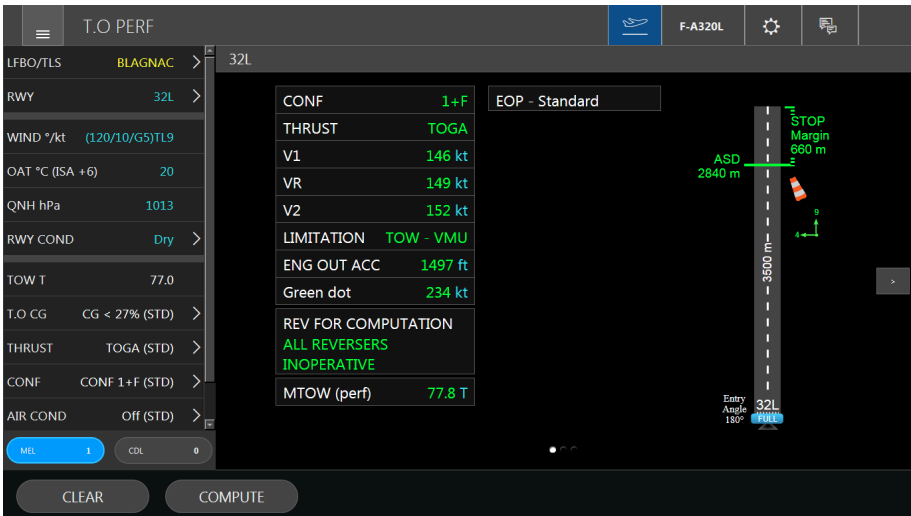 T.O PERF
F-A320L
LFBO/TLS BLAGNAC >
RWY 32L >
WIND °/kt (120/10/G5)TL9
OAT °C (ISA +6) 20
QNH hPa 1013
RWY COND Dry >
TOW T 77.0
T.O CG CG < 27% (STD) >
THRUST TOGA (STD) >
CONF CONF 1+F (STD) >
AIR COND Off (STD) >
MEL 1
CDL 0
32L
CONF 1+F
THRUST TOGA
V1 146 kt
VR 149 kt
V2 152 kt
LIMITATION TOW - VMU
ENG OUT ACC 1497 ft
Green dot 234 kt
REV FOR COMPUTATION
ALL REVERSERS
INOPERATIVE
MTOW (perf) 77.8 T
EOP - Standard
STOP
Margin
660 m
ASD
2840 m
9
4
3500 m
>
Entry
Angle
180°
32L
FULL
CLEAR
COMPUTE